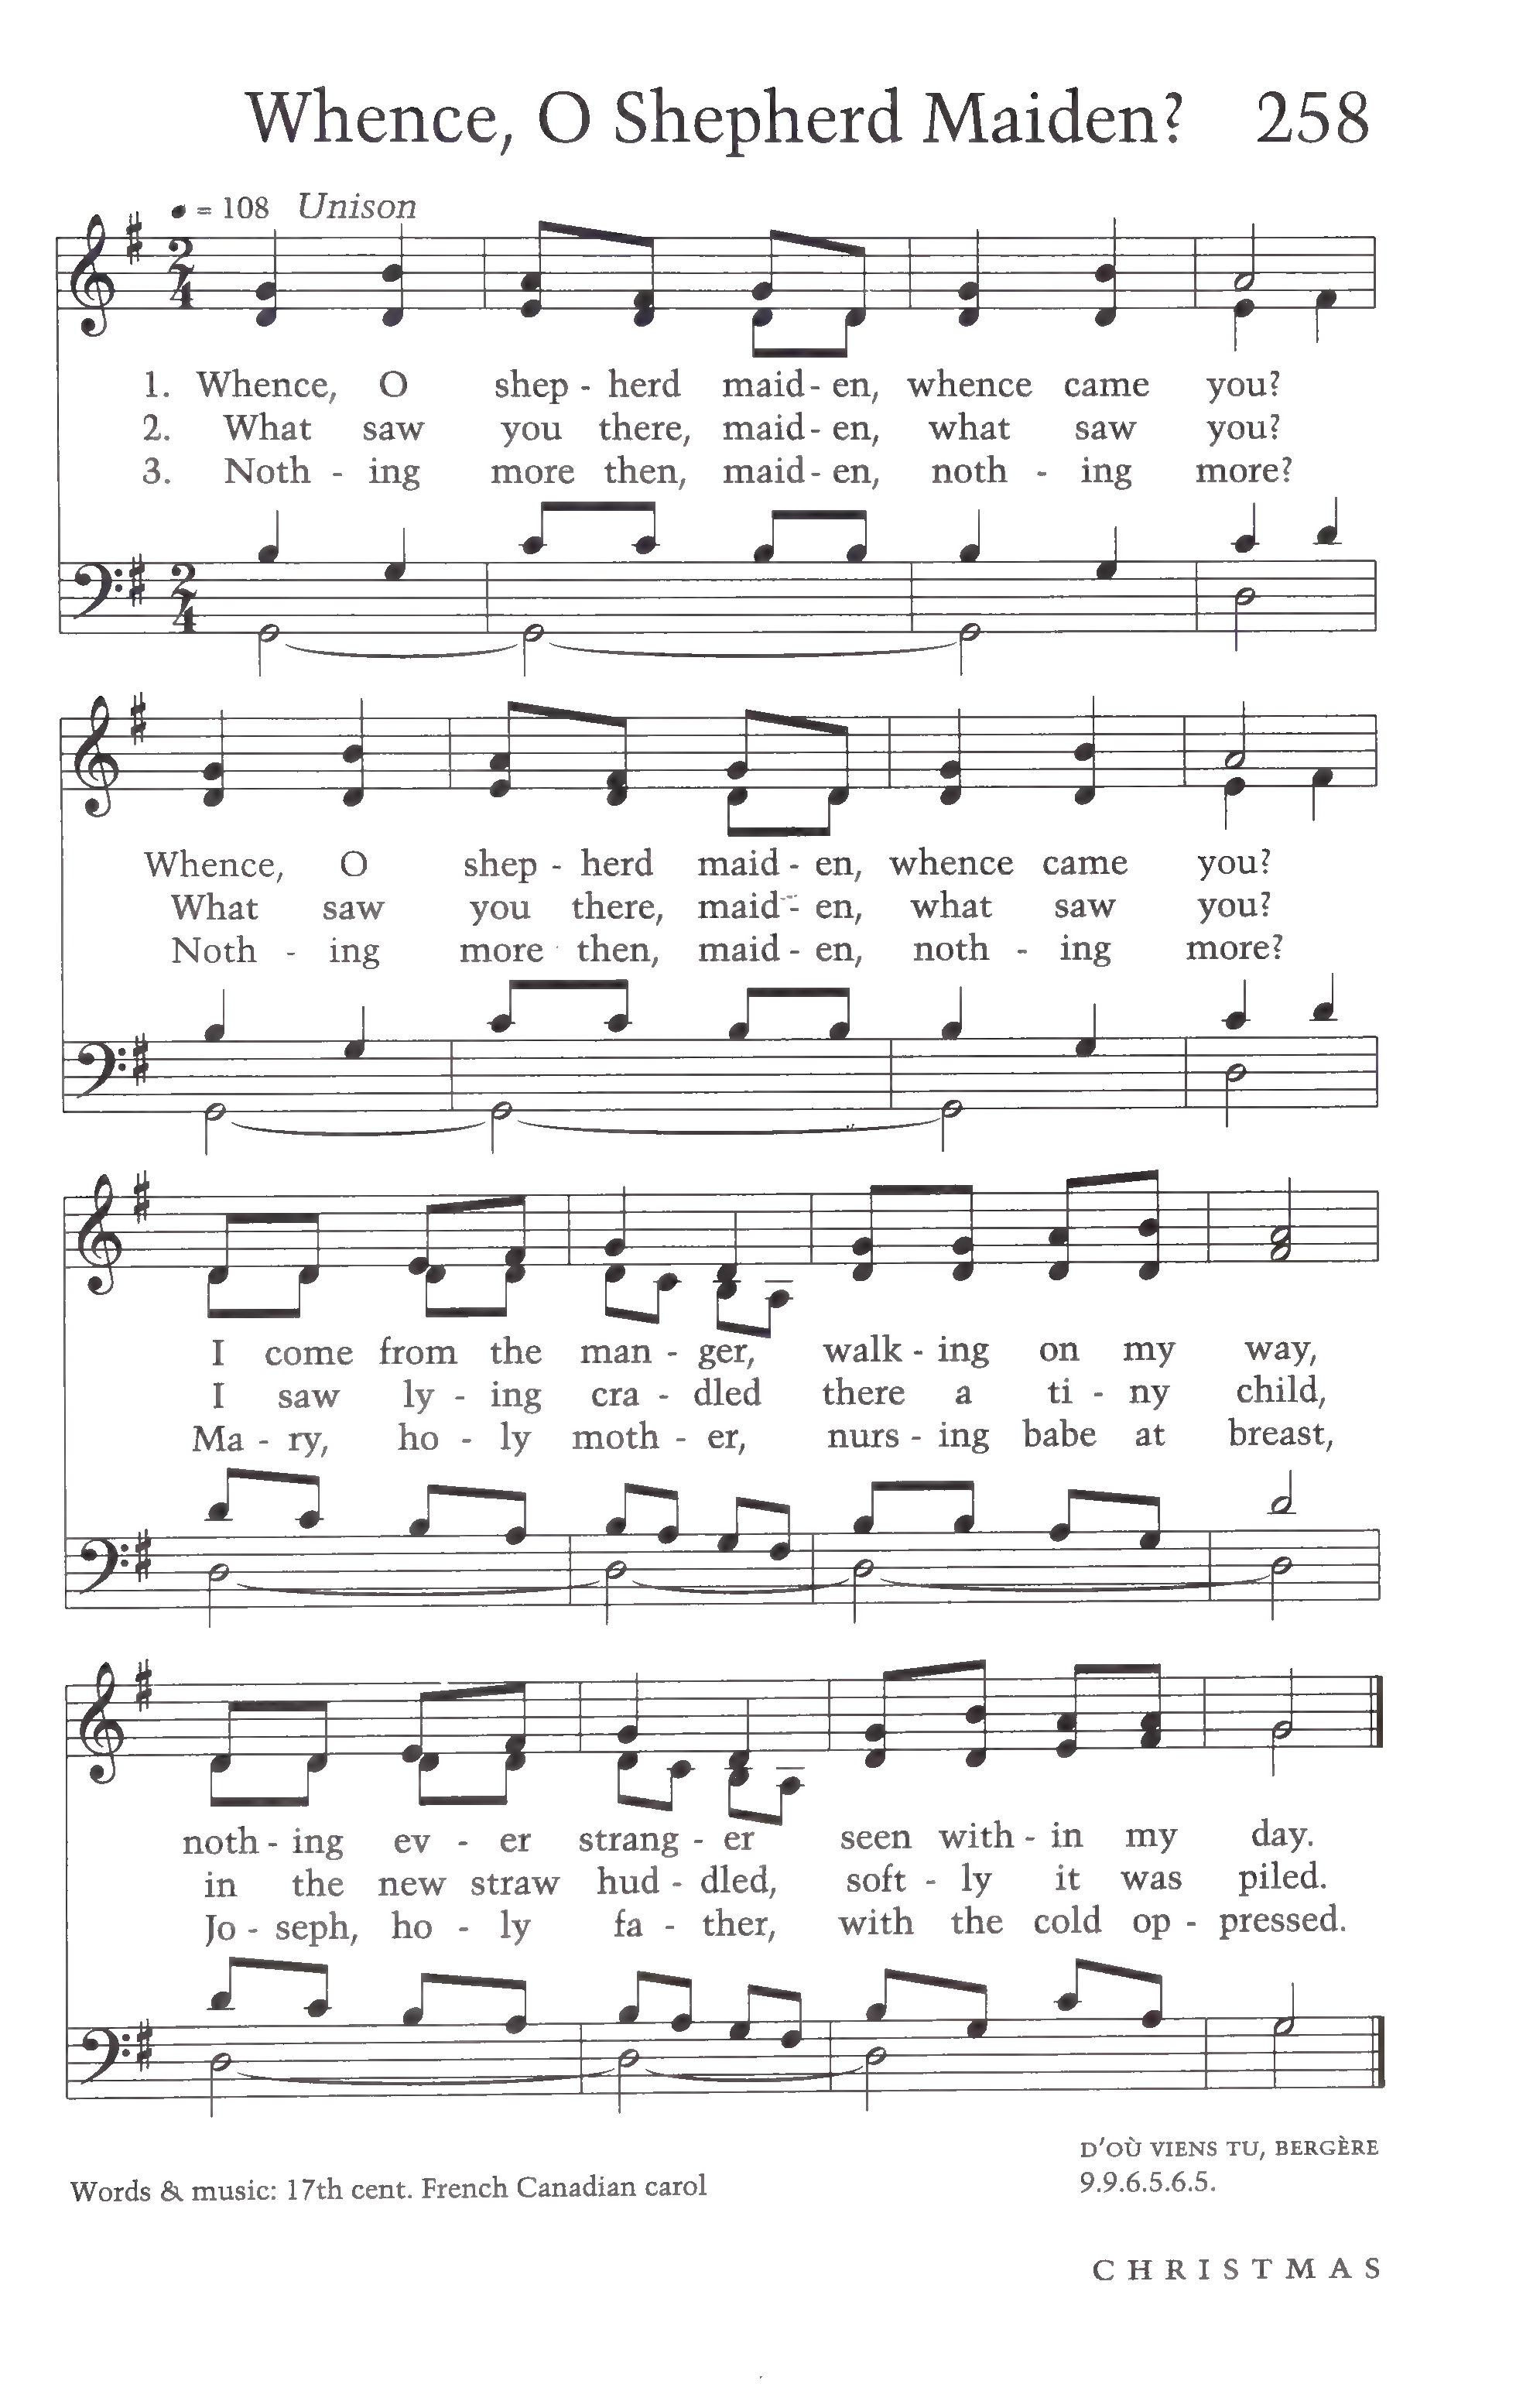 Whence, O Shepherd Maiden? 258
= 108 Unison
1. Whence, O shep - herd maid - en, whence came you?
2. What saw you there, maid - en, what saw you?
3. Noth - ing more then, maid - en, noth - ing more?
Whence, O shep - herd maid - en, whence came you?
What saw you there, maid - en, what saw you?
Noth - ing more then, maid - en, noth - ing more?
I come from the man - ger, walk - ing on my way,
I saw ly - ing cra - dled there a ti - ny child,
Ma - ry, ho - ly moth - er, nurs - ing babe at breast,
noth - ing ev - er strang - er seen with - in my day.
in the new straw hud - dled, soft - ly it was piled.
Jo - seph, ho - ly fa - ther, with the cold op - pressed.
D'OÙ VIENS TU, BERGÈRE
Words & music: 17th cent. French Canadian carol 9.9.6.5.6.5.
CHRISTMAS